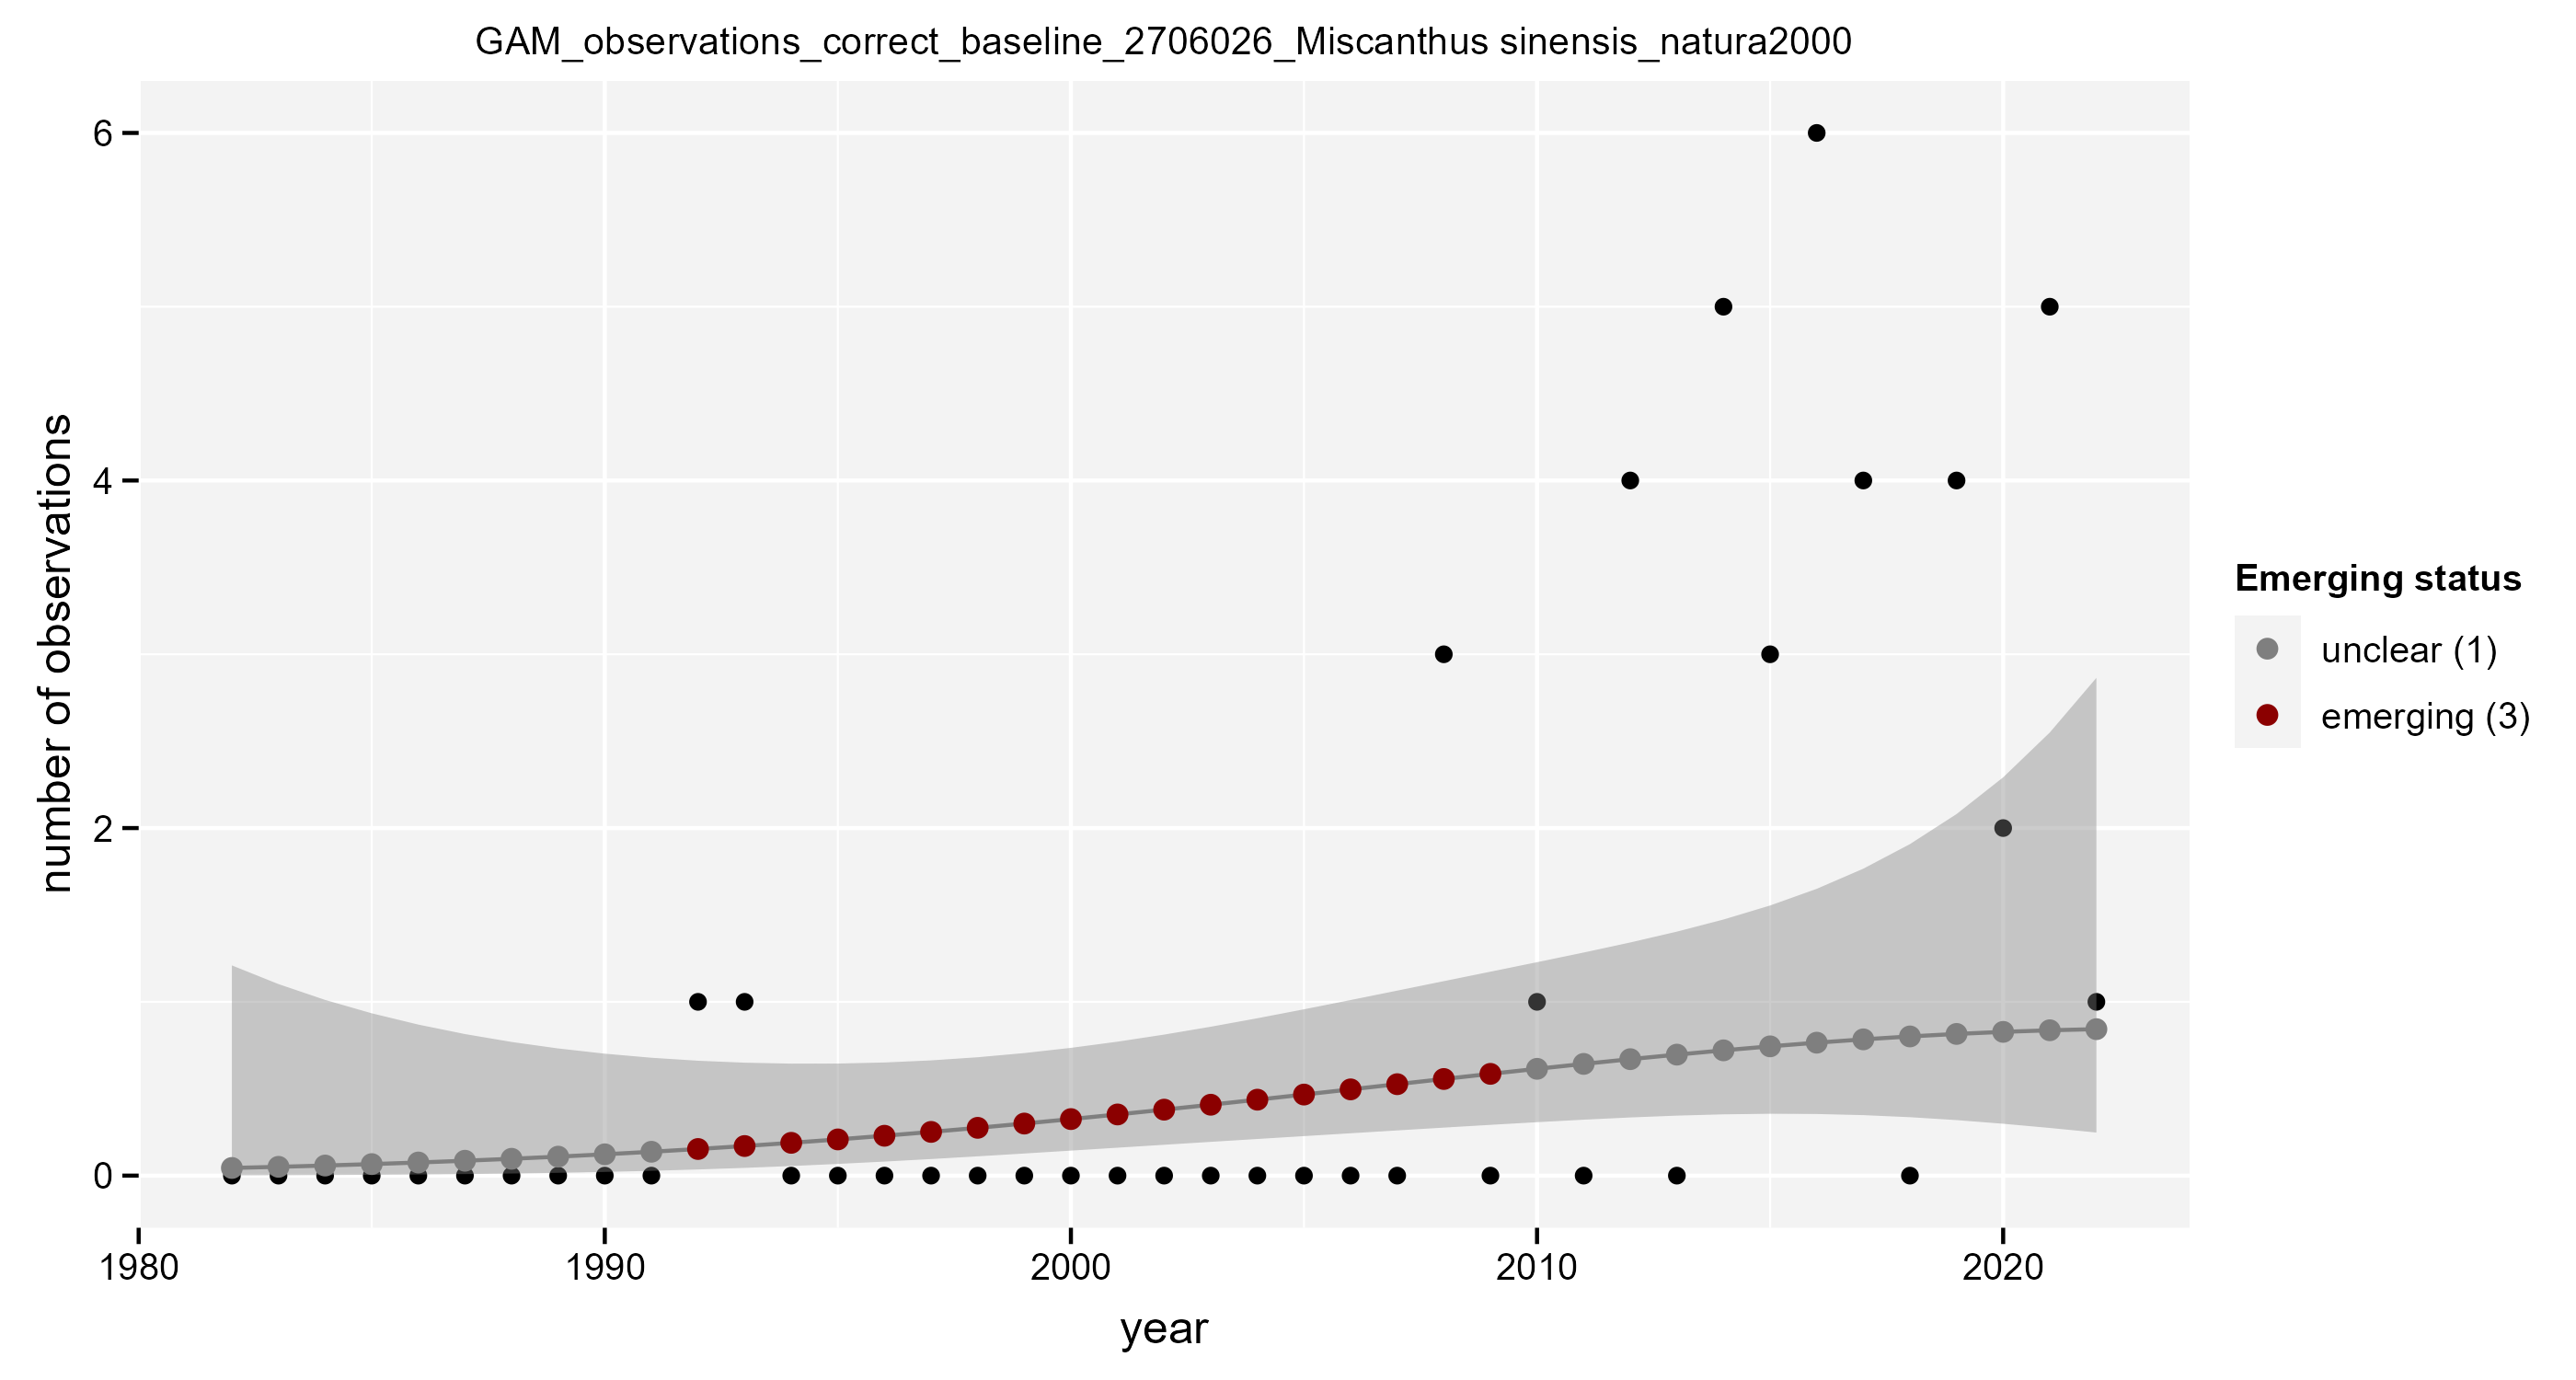 GAM_observations_correct_baseline_2706026_Miscanthus sinensis_natura2000
number of observations
6
4
2
0
1980 1990 2000 2010 2020
year
Emerging status
unclear (1)
emerging (3)